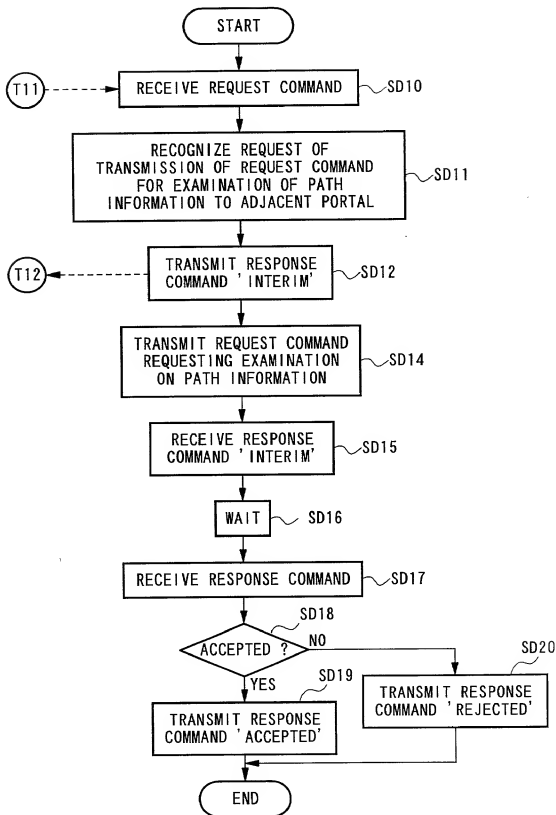 START
T11
RECEIVE REQUEST COMMAND
SD10
RECOGNIZE REQUEST OF
TRANSMISSION OF REQUEST COMMAND
FOR EXAMINATION OF PATH
INFORMATION TO ADJACENT PORTAL
SD11
T12
TRANSMIT RESPONSE
COMMAND 'INTERIM'
SD12
TRANSMIT REQUEST COMMAND
REQUESTING EXAMINATION
ON PATH INFORMATION
SD14
RECEIVE RESPONSE
COMMAND 'INTERIM'
SD15
WAIT
SD16
RECEIVE RESPONSE COMMAND
SD17
SD18
ACCEPTED ?
NO
YES
SD19
TRANSMIT RESPONSE
COMMAND 'ACCEPTED'
SD20
TRANSMIT RESPONSE
COMMAND 'REJECTED'
END